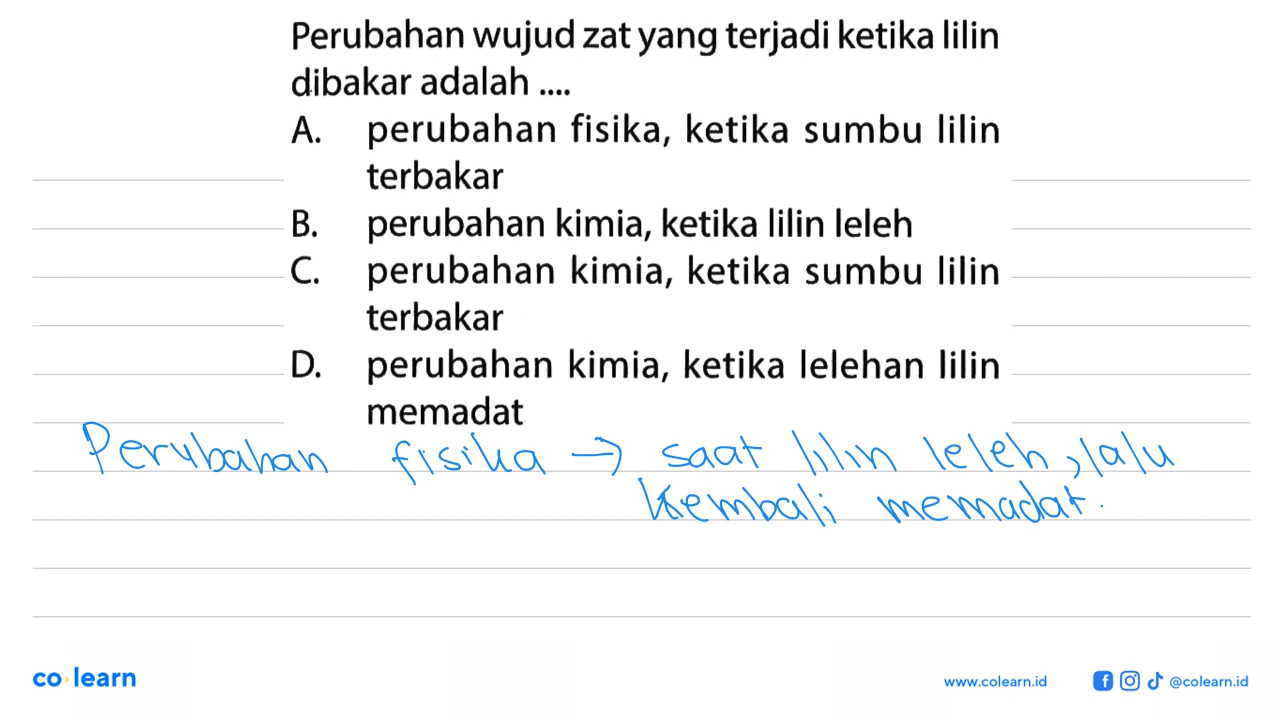 Perubahan wujud zat yang terjadi ketika lilin
dibakar adalah ....
A. perubahan fisika, ketika sumbu lilin
terbakar
B. perubahan kimia, ketika lilin leleh
C. perubahan kimia, ketika sumbu lilin
terbakar
D. perubahan kimia, ketika lelehan lilin
memadat
Perubahan fisika → saat lilin leleh, lalu
kembali memadat.
co learn
www.colearn.id
@colearn.id